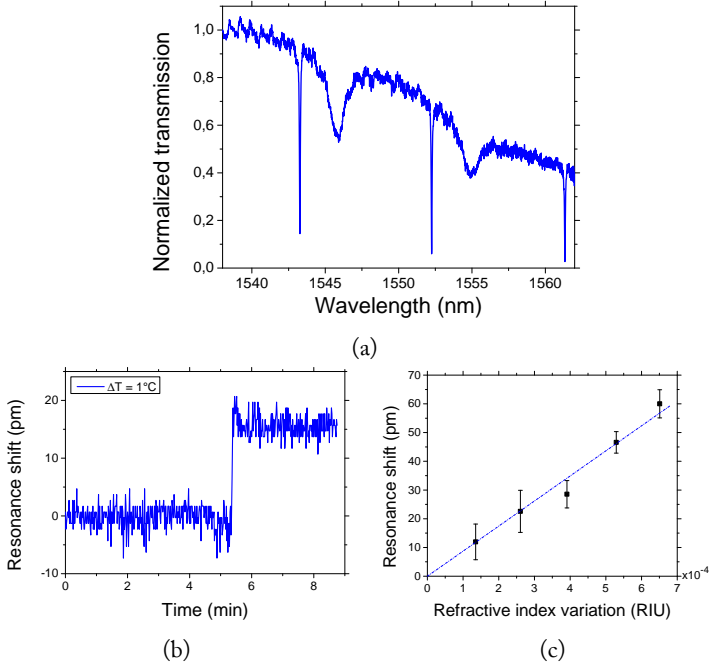 1,0
0,8
0,6
0,4
0,2
0,0
Normalized transmission
1540 1545 1550 1555 1560
Wavelength (nm)
(a)
ΔT = 1°C
20
10
0
-10
Resonance shift (pm)
0 2 4 6 8
Time (min)
(b)
70
60
50
40
30
20
10
0
Resonance shift (pm)
0 1 2 3 4 5 6 7
x10⁻⁴
Refractive index variation (RIU)
(c)